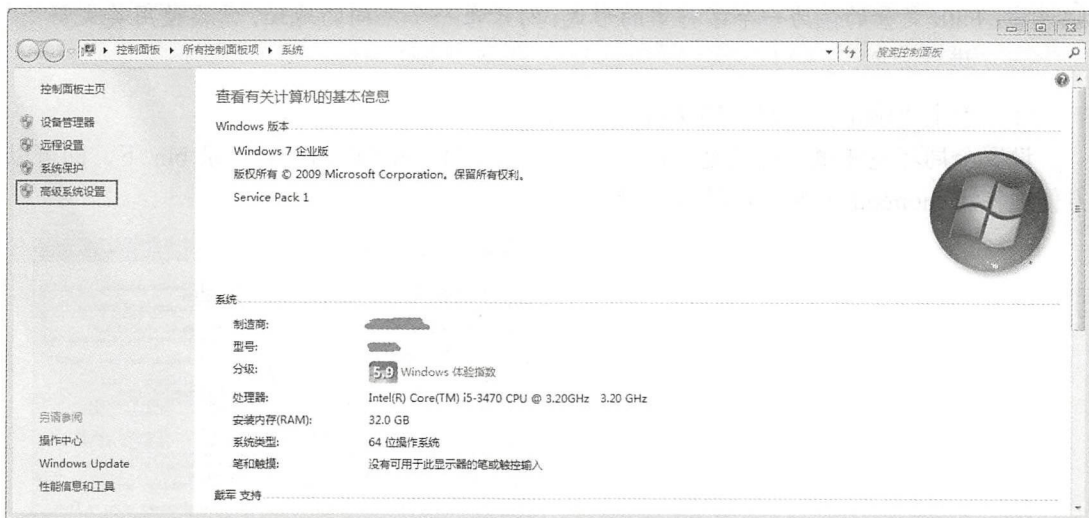 控制面板 ▸ 所有控制面板项 ▸ 系统
搜索控制面板
控制面板主页
设备管理器
远程设置
系统保护
高级系统设置
另请参阅
操作中心
Windows Update
性能信息和工具
查看有关计算机的基本信息
Windows 版本
Windows 7 企业版
版权所有 © 2009 Microsoft Corporation。保留所有权利。
Service Pack 1
系统
制造商:
型号:
分级:
5.9 Windows 体验指数
处理器: Intel(R) Core(TM) i5-3470 CPU @ 3.20GHz 3.20 GHz
安装内存(RAM): 32.0 GB
系统类型: 64 位操作系统
笔和触摸: 没有可用于此显示器的笔或触控输入
戴军 支持